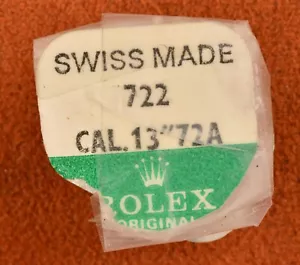 SWISS MADE
722
CAL. 13'''72A
ROLEX
ORIGINAL